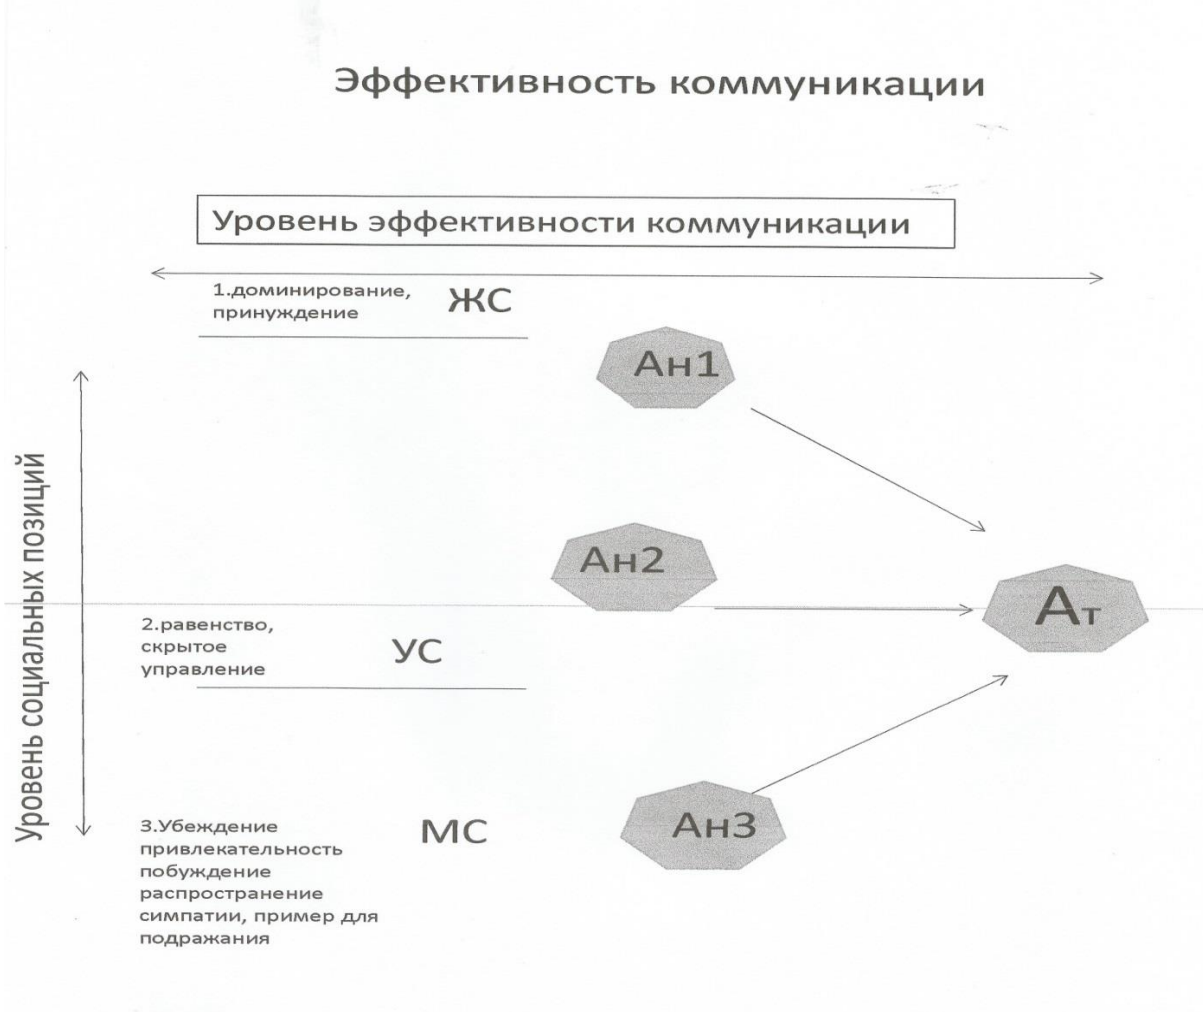 Эффективность коммуникации
Уровень эффективности коммуникации
1.доминирование,
принуждение
ЖС
Ан1
Уровень социальных позиций
Ан2
Ат
2.равенство,
скрытое
управление
УС
3.Убеждение
привлекательность
побуждение
распространение
симпатии, пример для
подражания
МС
Ан3